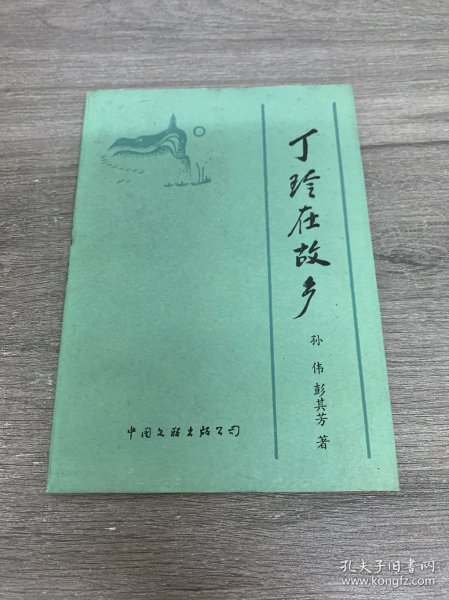 丁玲在故乡
孙伟 彭其芳 著
中国文联出版公司
孔夫子旧书网
www.kongfz.com